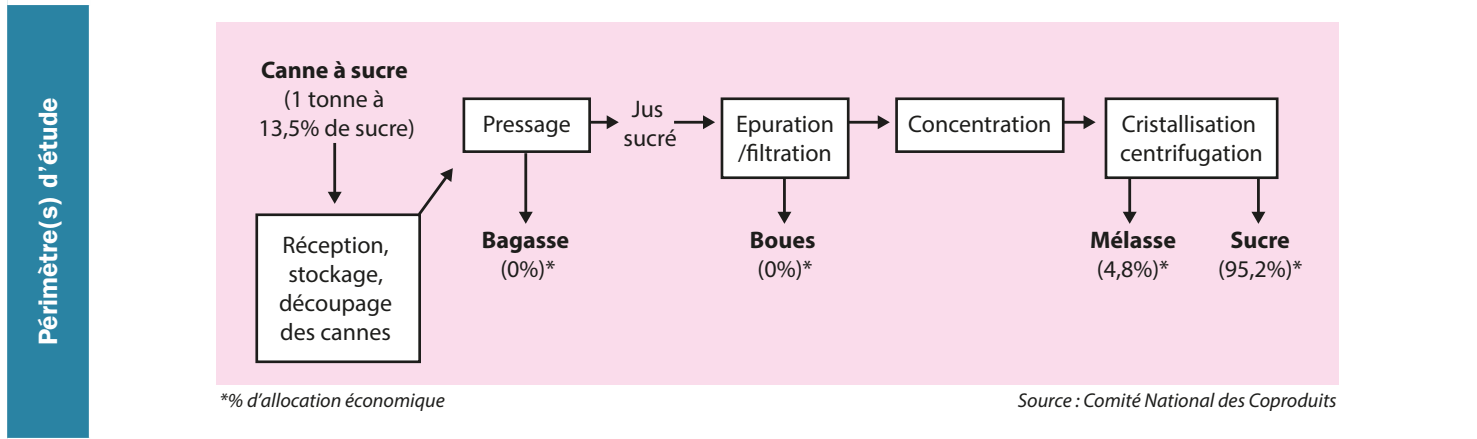 Périmètre(s) d'étude
Canne à sucre
(1 tonne à
13,5% de sucre)
Réception,
stockage,
découpage
des cannes
Pressage
Bagasse
(0%)*
Jus
sucré
Epuration
/filtration
Boues
(0%)*
Concentration
Cristallisation
centrifugation
Mélasse
(4,8%)*
Sucre
(95,2%)*
*% d'allocation économique
Source : Comité National des Coproduits